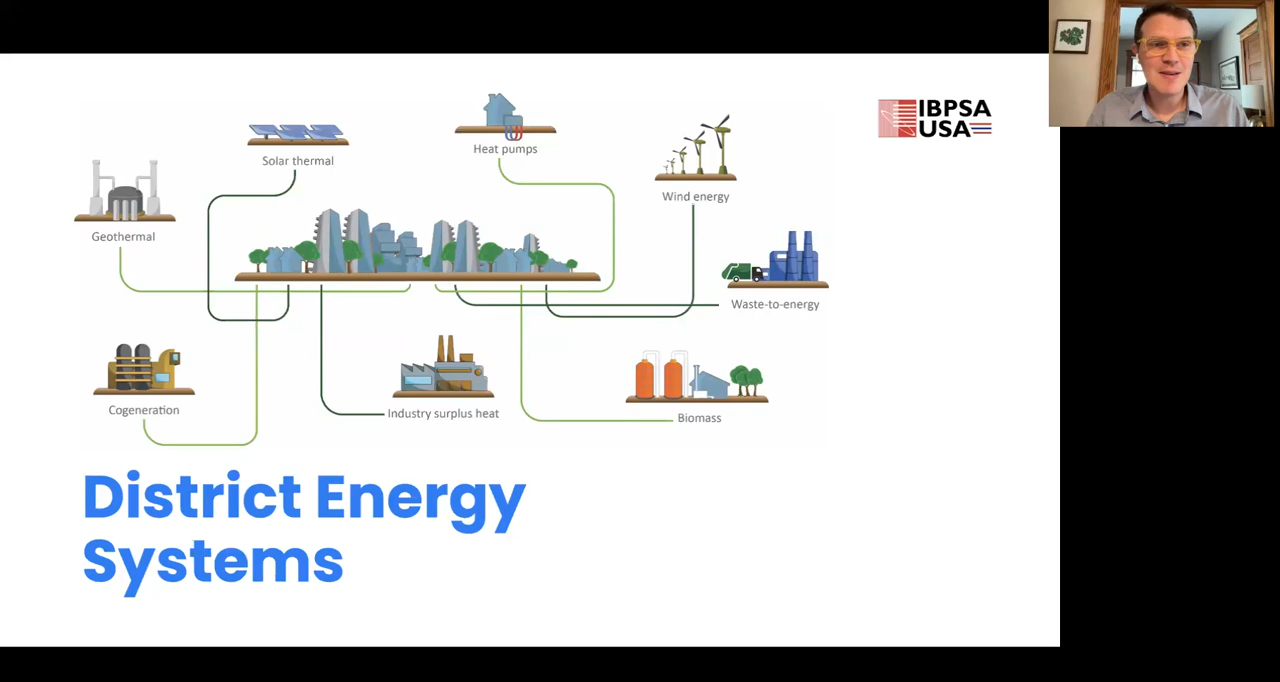 Solar thermal
Heat pumps
IBPSA
USA
Wind energy
Geothermal
Waste-to-energy
Cogeneration
Industry surplus heat
Biomass
District Energy
Systems